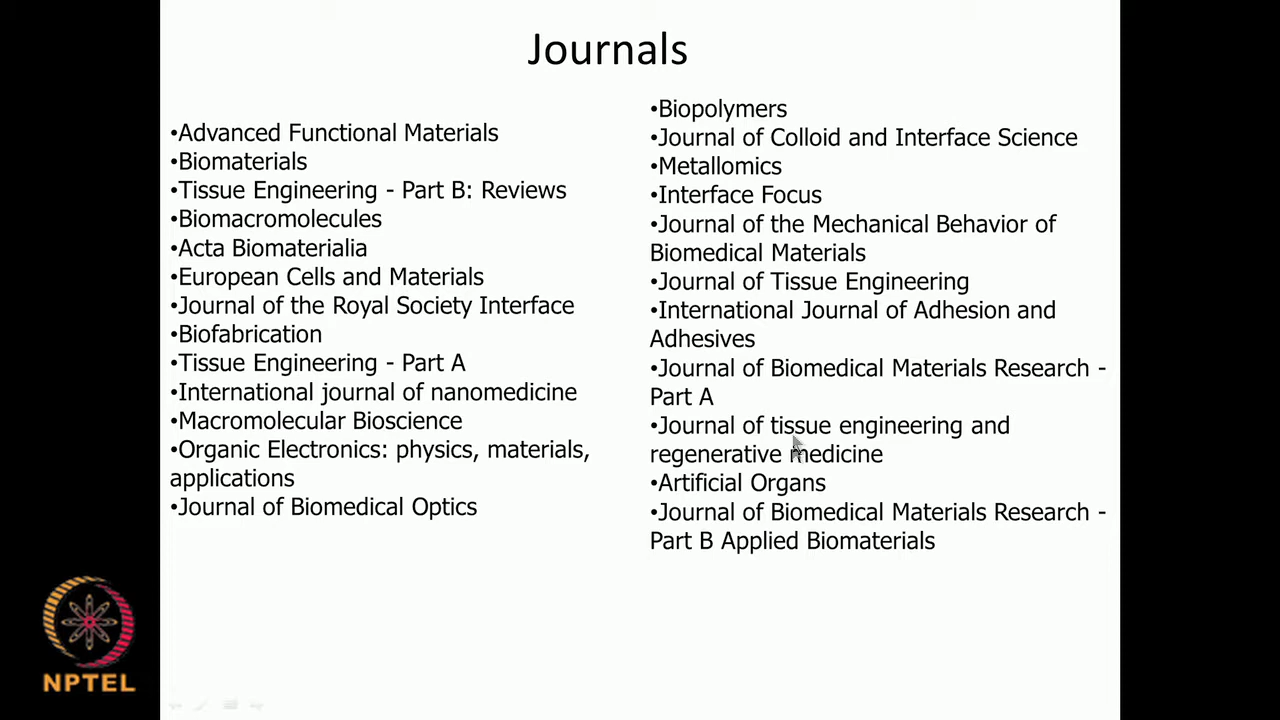 Journals
•Advanced Functional Materials
•Biomaterials
•Tissue Engineering - Part B: Reviews
•Biomacromolecules
•Acta Biomaterialia
•European Cells and Materials
•Journal of the Royal Society Interface
•Biofabrication
•Tissue Engineering - Part A
•International journal of nanomedicine
•Macromolecular Bioscience
•Organic Electronics: physics, materials,
applications
•Journal of Biomedical Optics
•Biopolymers
•Journal of Colloid and Interface Science
•Metallomics
•Interface Focus
•Journal of the Mechanical Behavior of
Biomedical Materials
•Journal of Tissue Engineering
•International Journal of Adhesion and
Adhesives
•Journal of Biomedical Materials Research -
Part A
•Journal of tissue engineering and
regenerative medicine
•Artificial Organs
•Journal of Biomedical Materials Research -
Part B Applied Biomaterials
NPTEL